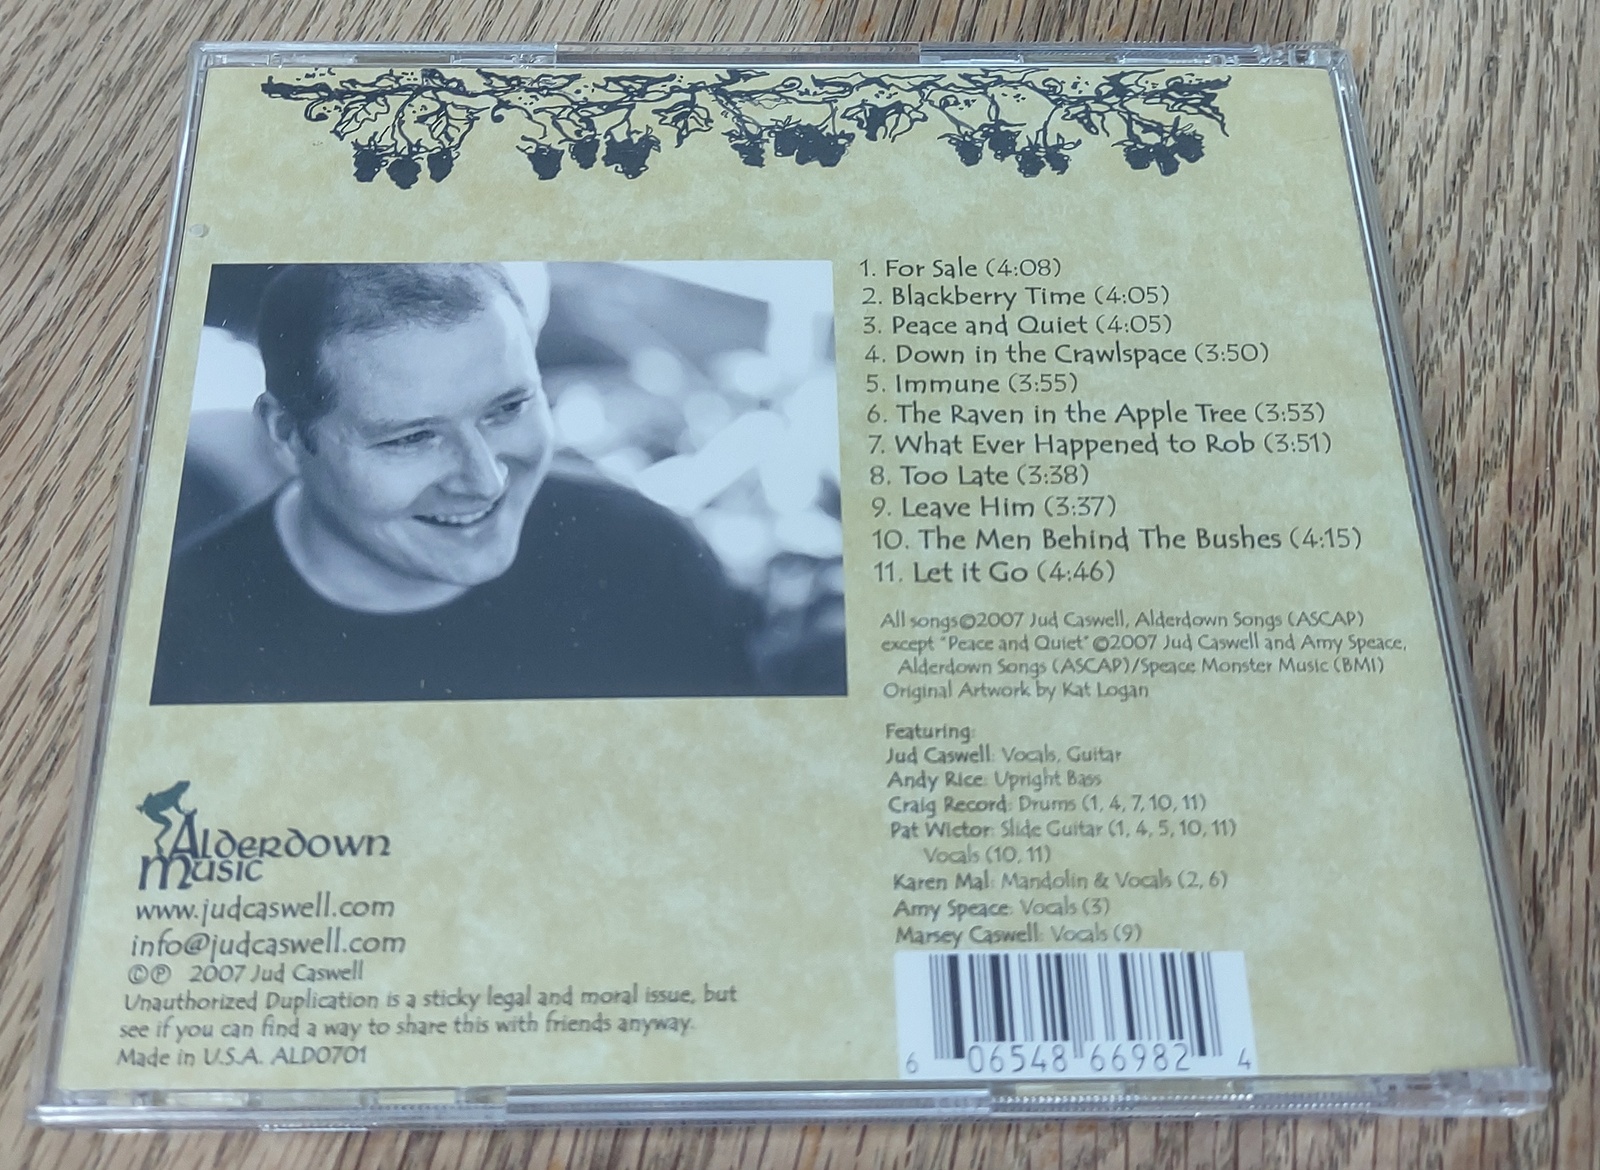 1. For Sale (4:08)
2. Blackberry Time (4:05)
3. Peace and Quiet (4:05)
4. Down in the Crawlspace (3:50)
5. Immune (3:55)
6. The Raven in the Apple Tree (3:53)
7. What Ever Happened to Rob (3:51)
8. Too Late (3:38)
9. Leave Him (3:37)
10. The Men Behind The Bushes (4:15)
11. Let it Go (4:46)
All songs©2007 Jud Caswell, Alderdown Songs (ASCAP)
except "Peace and Quiet" ©2007 Jud Caswell and Amy Speace,
Alderdown Songs (ASCAP)/Speace Monster Music (BMI)
Original Artwork by Kat Logan
Featuring:
Jud Caswell: Vocals, Guitar
Andy Rice: Upright Bass
Craig Record: Drums (1, 4, 7, 10, 11)
Pat Wictor: Slide Guitar (1, 4, 5, 10, 11)
Vocals (10, 11)
Karen Mal: Mandolin & Vocals (2, 6)
Amy Speace: Vocals (3)
Marsey Caswell: Vocals (9)
Alderdown
Music
www.judcaswell.com
info@judcaswell.com
©℗ 2007 Jud Caswell
Unauthorized Duplication is a sticky legal and moral issue, but
see if you can find a way to share this with friends anyway.
Made in U.S.A. ALD0701
6 06548 66982 4